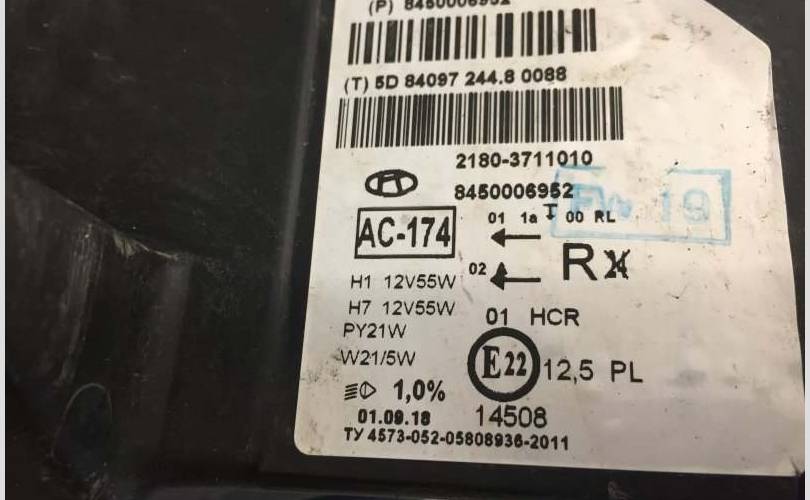 (P) 8450006952
(T) 5D 84097 244.8 0088
2180-3711010
8450006952
FW 19
AC-174
01 1a 00 RL
02
RX
H1 12V55W
H7 12V55W
01 HCR
PY21W
W21/5W
E22
12,5 PL
1,0%
01.09.18
14508
ТУ 4573-052-05808936-2011